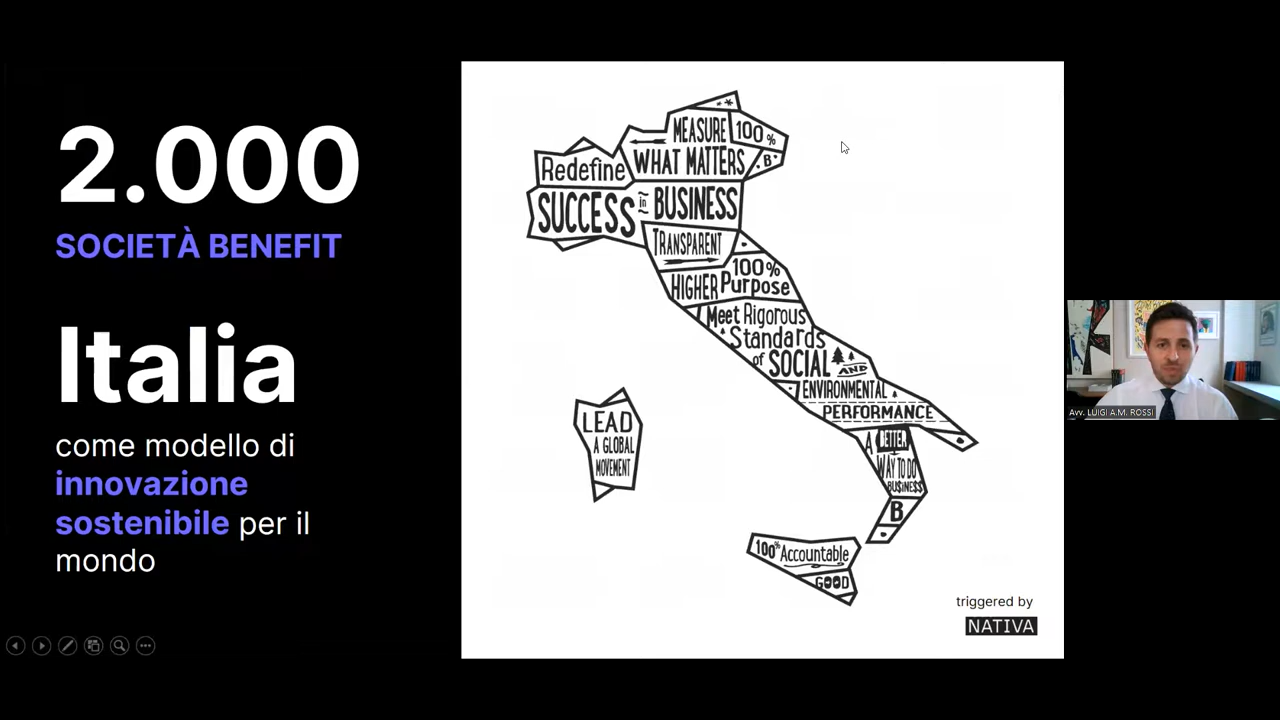 2.000
SOCIETÀ BENEFIT
Italia
come modello di
innovazione
sostenibile per il
mondo
MEASURE
100%
WHAT MATTERS
B
Redefine
SUCCESS
in
BUSINESS
TRANSPARENT
100%
HIGHER Purpose
Meet Rigorous
Standards
of SOCIAL
AND
ENVIRONMENTAL
PERFORMANCE
A BETTER
WAY TO DO
BU$INE$$
B
LEAD
A GLOBAL
MOVEMENT
100% Accountable
GOOD
triggered by
NATIVA
Avv. LUIGI A.M. ROSSI